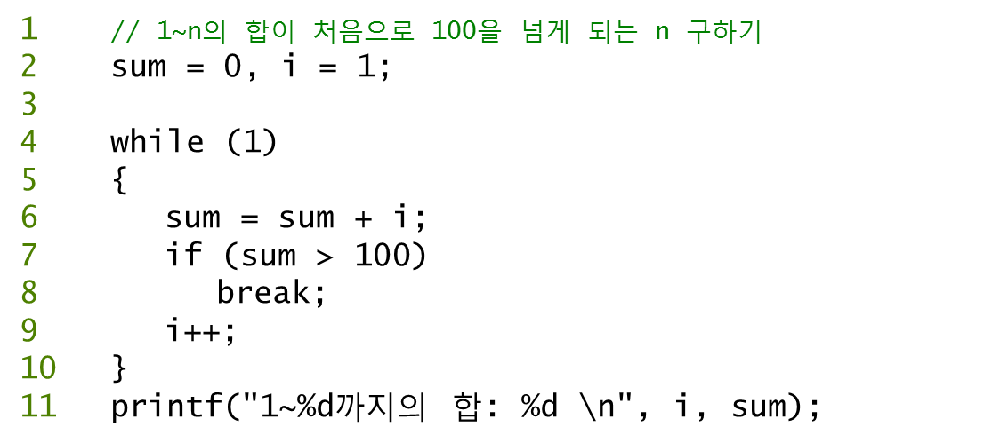 1 // 1~n의 합이 처음으로 100을 넘게 되는 n 구하기
2 sum = 0, i = 1;
3
4 while (1)
5 {
6 sum = sum + i;
7 if (sum > 100)
8 break;
9 i++;
10 }
11 printf("1~%d까지의 합: %d \n", i, sum);